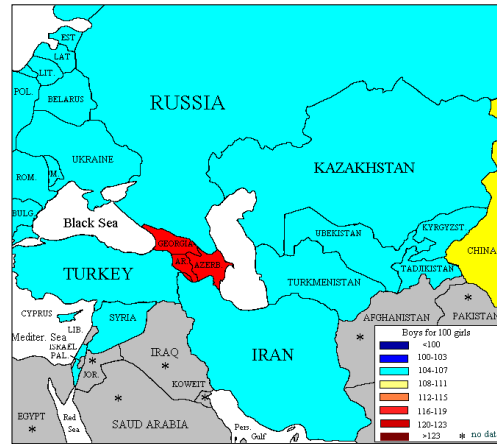 EST.
LAT
LIT.
POL.
BELARUS
RUSSIA
UKRAINE
KAZAKHSTAN
ROM.
M.
BULG.
Black Sea
GEORGIA
AR.
AZERB.
UBEKISTAN
KYRGYZST
CHINA
TADJIKISTAN
TURKMENISTAN
TURKEY
CYPRUS
SYRIA
LIB.
Mediter. Sea
ISRAEL
PAL.
JOR.
IRAQ
*
KOWEIT
*
IRAN
AFGHANISTAN
*
PAKISTAN
*
EGYPT
*
Red
Sea
SAUDI ARABIA
*
*
Pers.
Gulf
Boys for 100 girls
<100
100-103
104-107
108-111
112-115
116-119
120-123
>123
* no dat